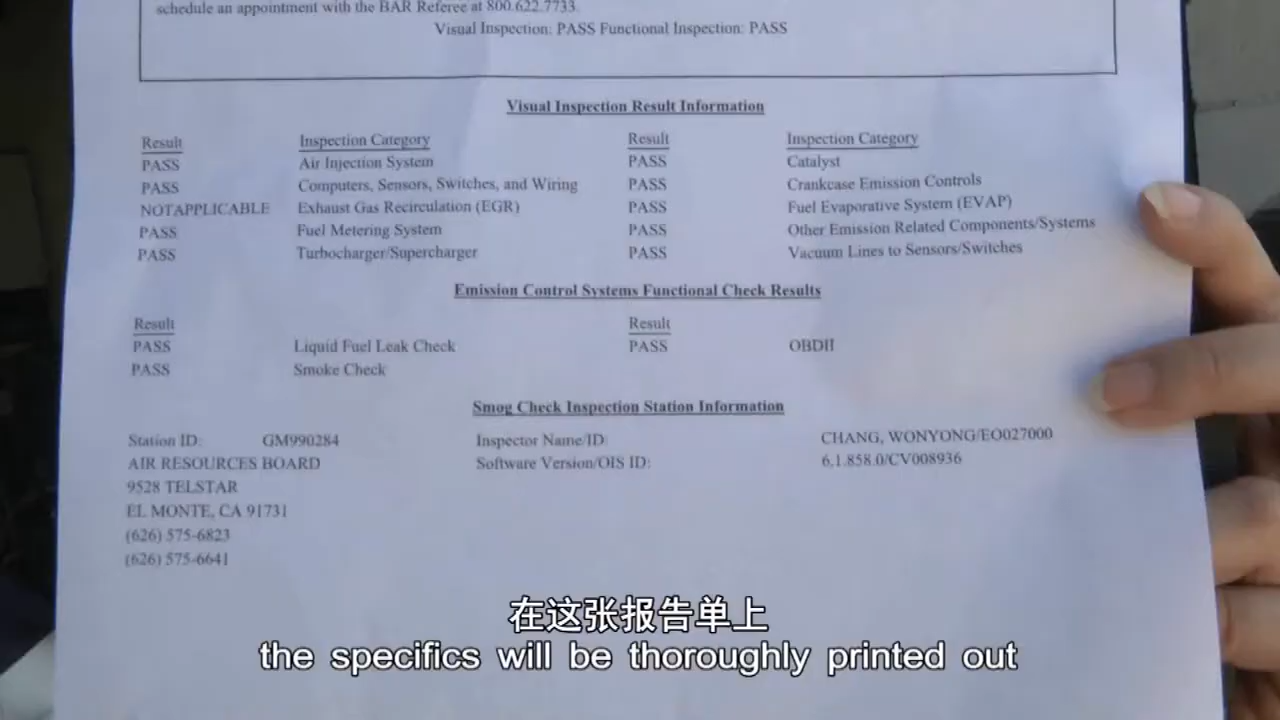 schedule an appointment with the BAR Referee at 800.622.7733.
Visual Inspection: PASS Functional Inspection: PASS
Visual Inspection Result Information
Result Inspection Category Result Inspection Category
PASS Air Injection System PASS Catalyst
PASS Computers, Sensors, Switches, and Wiring PASS Crankcase Emission Controls
NOTAPPLICABLE Exhaust Gas Recirculation (EGR) PASS Fuel Evaporative System (EVAP)
PASS Fuel Metering System PASS Other Emission Related Components/Systems
PASS Turbocharger/Supercharger PASS Vacuum Lines to Sensors/Switches
Emission Control Systems Functional Check Results
Result Result
PASS Liquid Fuel Leak Check PASS OBDII
PASS Smoke Check
Smog Check Inspection Station Information
Station ID: GM990284 Inspector Name/ID: CHANG, WONYONG/EO027000
AIR RESOURCES BOARD Software Version/OIS ID: 6.1.858.0/CV008936
9528 TELSTAR
EL MONTE, CA 91731
(626) 575-6823
(626) 575-6641
在这张报告单上
the specifics will be thoroughly printed out